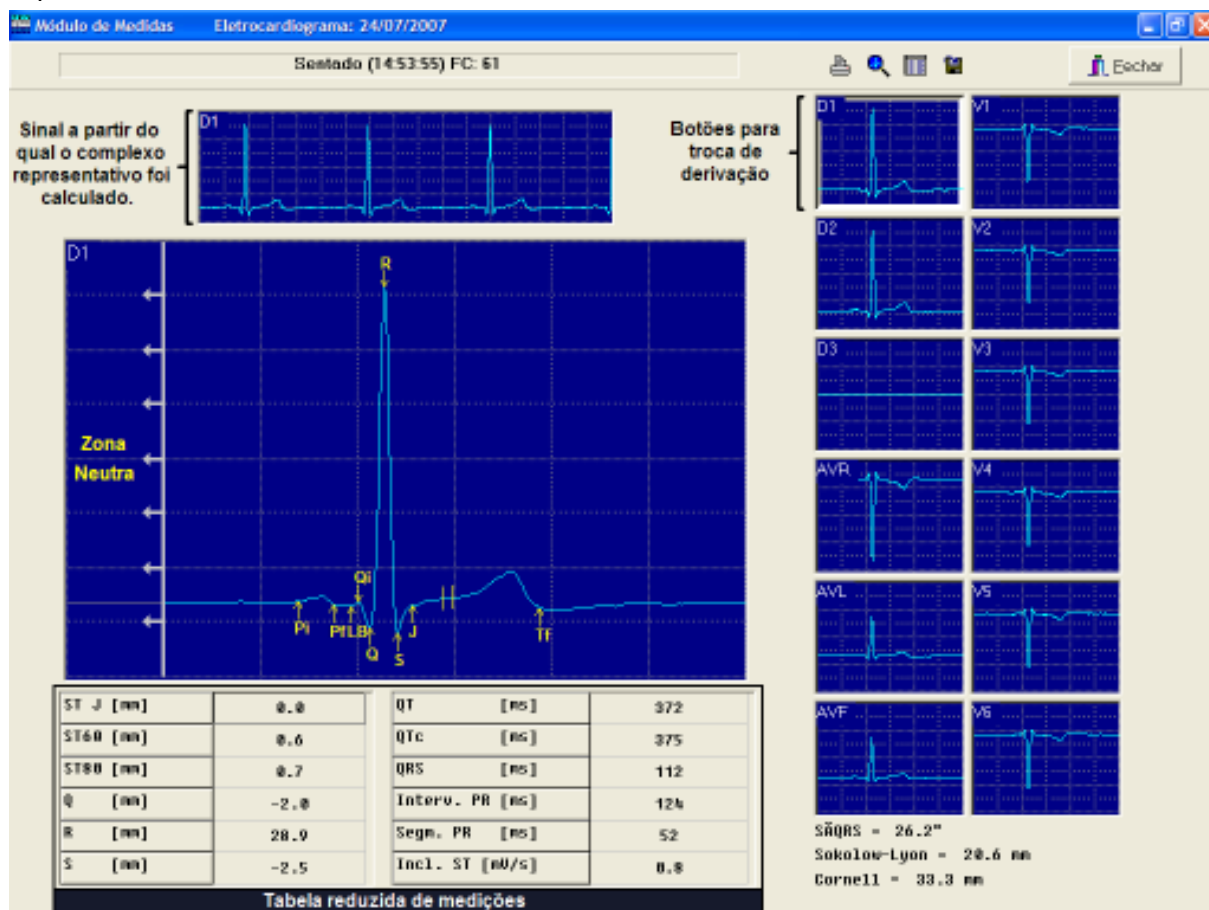 Módulo de Medidas Eletrocardiograma: 24/07/2007
Sentado (14:53:55) FC: 61
Fechar
Sinal a partir do
qual o complexo
representativo foi
calculado.
D1
Botões para
troca de
derivação
D1
V1
D2
V2
D3
V3
AVR
V4
AVL
V5
AVF
V6
D1
R
Zona
Neutra
Qi
Pi
Pf
LB
Q
S
J
Tf
ST J [mm] 0.0 QT [ms] 372
ST60 [mm] 0.6 QTc [ms] 375
ST80 [mm] 0.7 QRS [ms] 112
Q [mm] -2.0 Interv. PR [ms] 124
R [mm] 28.9 Segm. PR [ms] 52
S [mm] -2.5 Incl. ST [mV/s] 0.8
Tabela reduzida de medições
SÂQRS = 26.2"
Sokolow-Lyon = 20.6 mm
Cornell = 33.3 mm